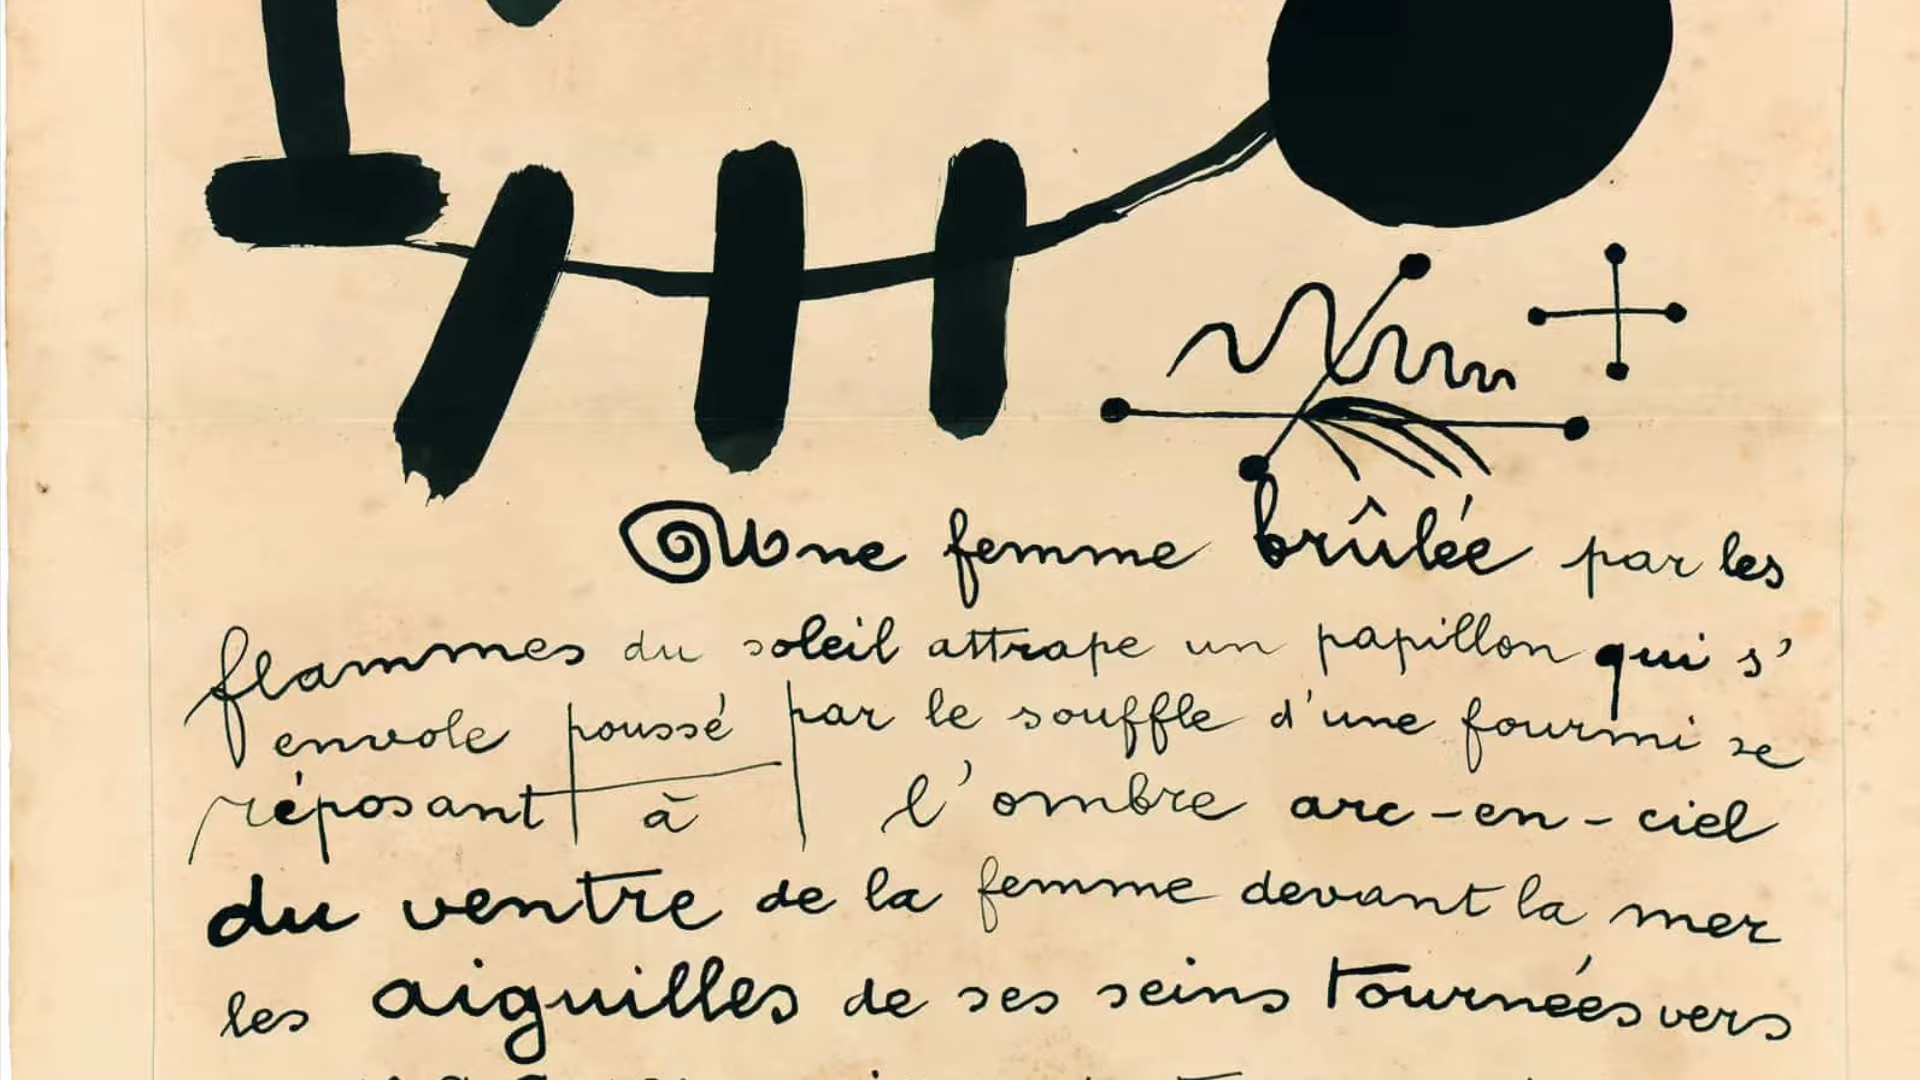 Une femme brûlée par les
flammes du soleil attrape un papillon qui s'
envole poussé par le souffle d'une fourmi se
réposant à l'ombre arc-en-ciel
du ventre de la femme devant la mer
les aiguilles de ses seins tournées vers